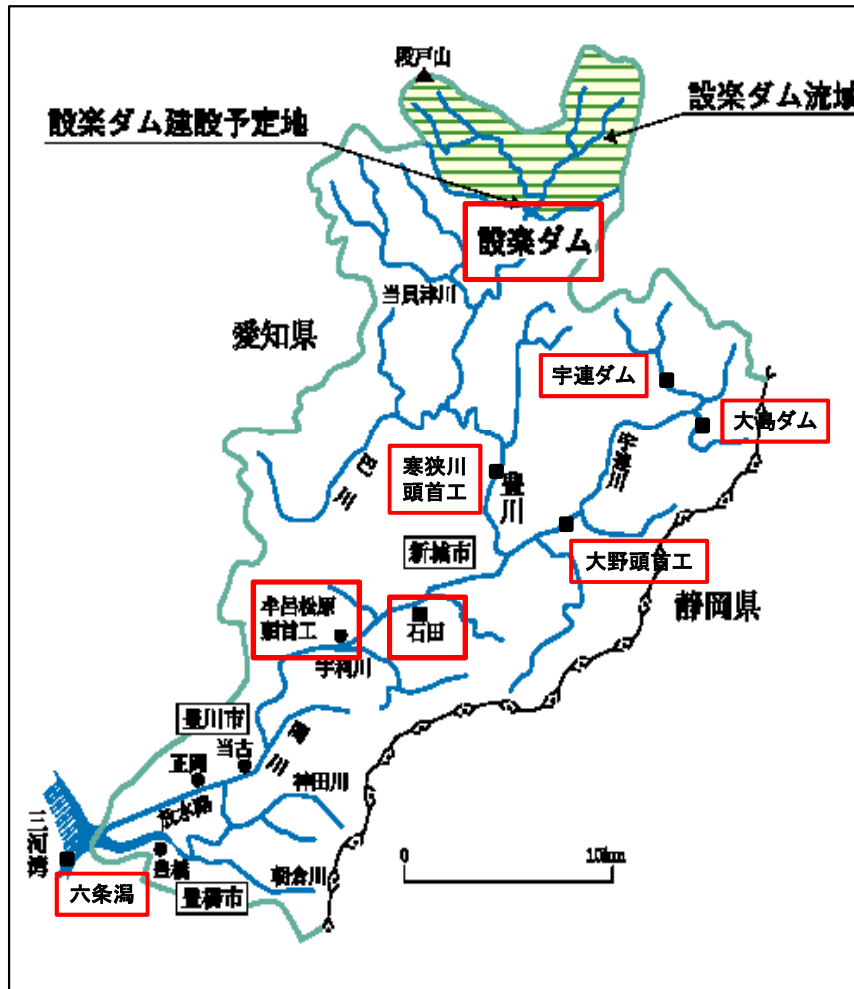 段戸山
設楽ダム流域
設楽ダム建設予定地
設楽ダム
当貝津川
愛知県
宇連ダム
大島ダム
巴川
寒狭川
頭首工
豊川
宇連川
新城市
大野頭首工
静岡県
牟呂松原
頭首工
石田
宇利川
豊川市
当古
正岡
神田川
放水路
三河湾
豊橋
朝倉川
六条潟
豊橋市
0
10km